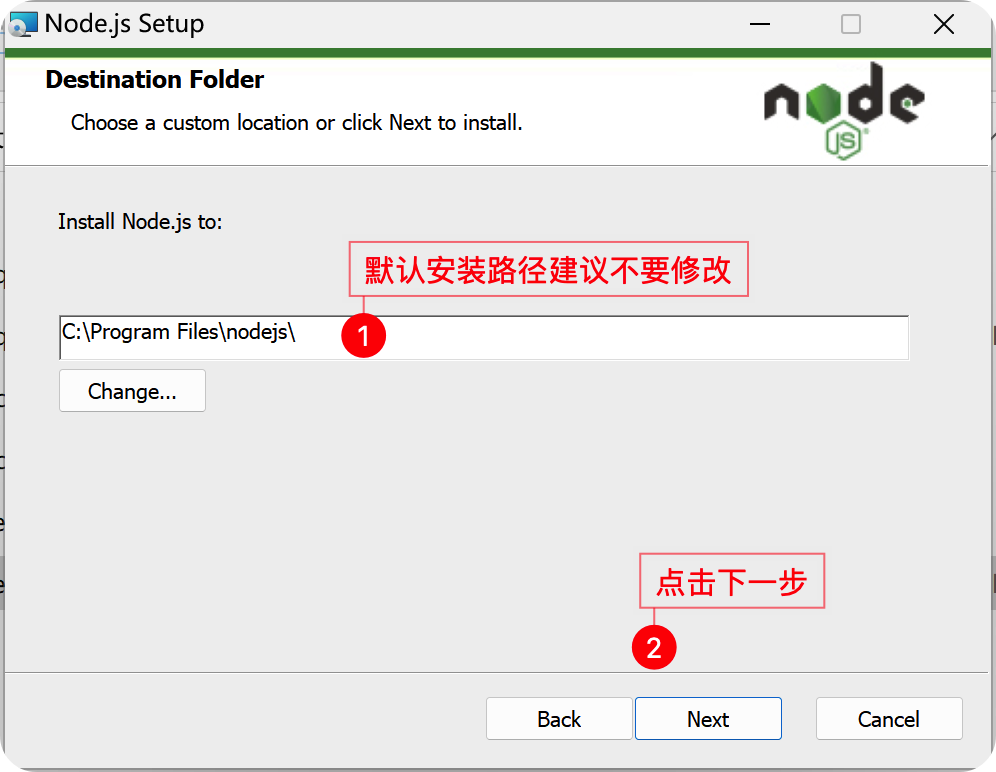 Node.js Setup
Destination Folder
Choose a custom location or click Next to install.
node
JS
Install Node.js to:
默认安装路径建议不要修改
C:\Program Files\nodejs\
1
Change...
点击下一步
2
Back
Next
Cancel